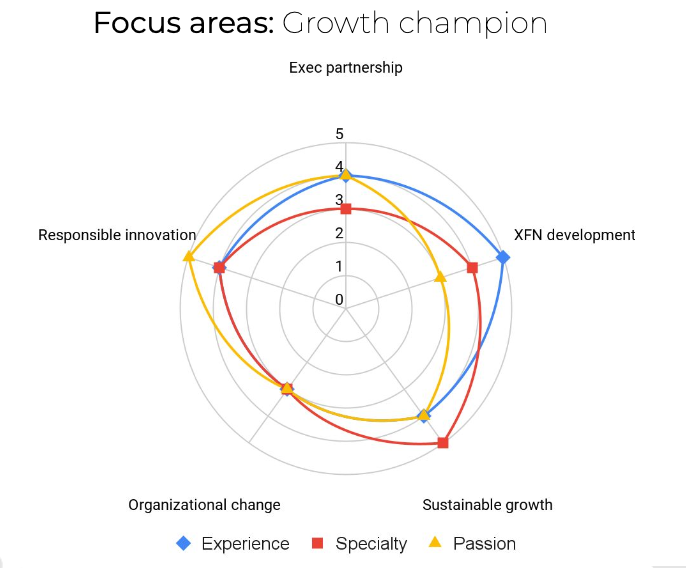 Focus areas: Growth champion
Exec partnership
5
4
3
2
1
0
Responsible innovation
XFN development
Organizational change
Sustainable growth
Experience
Specialty
Passion